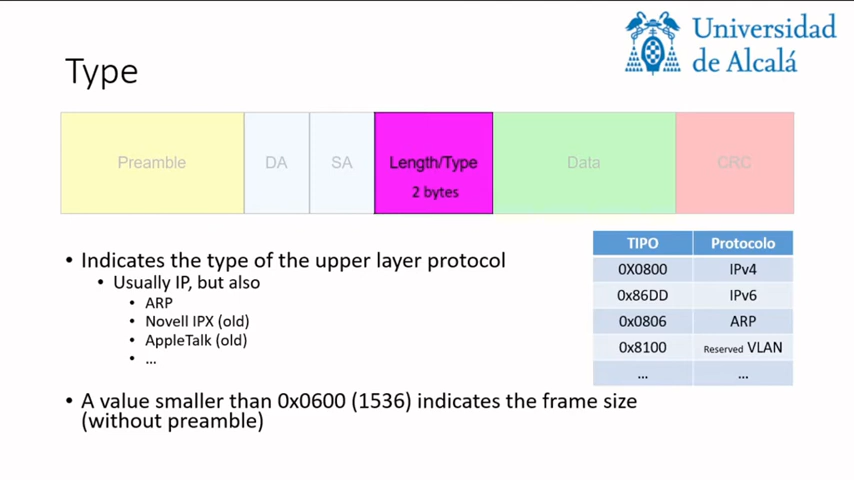 Universidad
de Alcalá
Type
Preamble
DA
SA
Length/Type
2 bytes
Data
CRC
• Indicates the type of the upper layer protocol
• Usually IP, but also
• ARP
• Novell IPX (old)
• AppleTalk (old)
• ...
• A value smaller than 0x0600 (1536) indicates the frame size
(without preamble)
TIPO Protocolo
0X0800 IPv4
0x86DD IPv6
0x0806 ARP
0x8100 Reserved VLAN
... ...